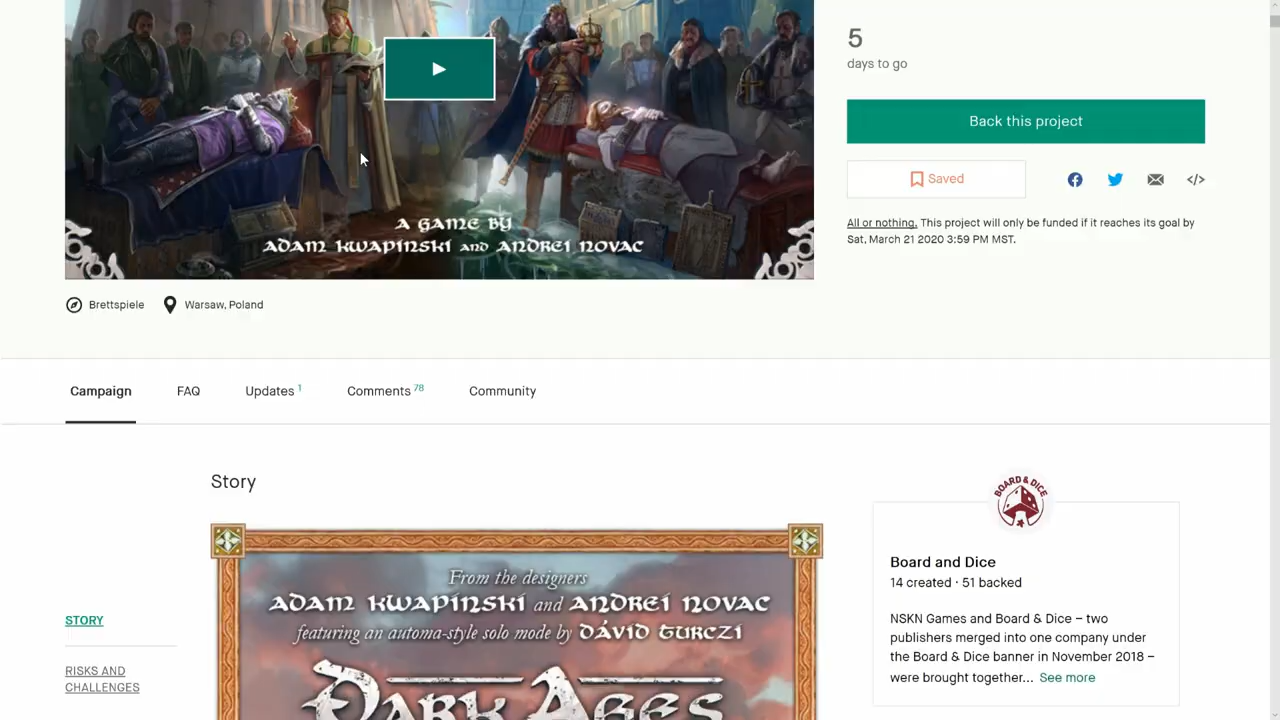 5
days to go
Back this project
Saved
All or nothing. This project will only be funded if it reaches its goal by
Sat, March 21 2020 3:59 PM MST.
A GAME BY
ADAM KWAPIŃSKI AND ANDREI NOVAC
Brettspiele
Warsaw, Poland
Campaign
FAQ
Updates 1
Comments 78
Community
Story
From the designers
ADAM KWAPIŃSKI and ANDREI NOVAC
featuring an automa-style solo mode by DÁVID TURCZI
DARK AGES
STORY
RISKS AND
CHALLENGES
BOARD & DICE
Board and Dice
14 created · 51 backed
NSKN Games and Board & Dice – two
publishers merged into one company under
the Board & Dice banner in November 2018 –
were brought together... See more